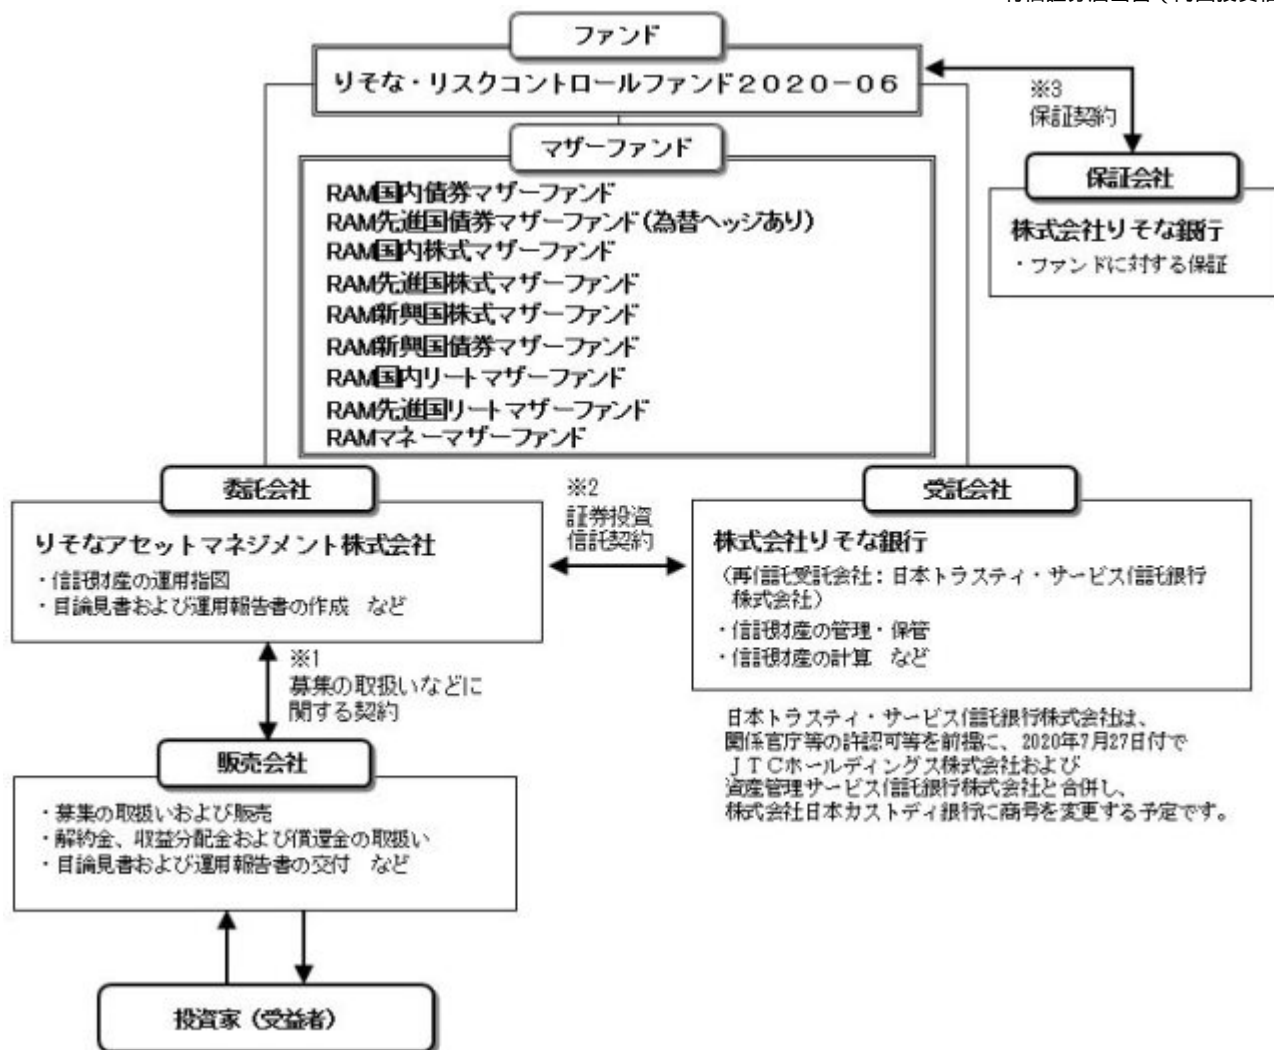 ファンド
りそな・リスクコントロールファンド2020-06
マザーファンド
RAM国内債券マザーファンド
RAM先進国債券マザーファンド(為替ヘッジあり)
RAM国内株式マザーファンド
RAM先進国株式マザーファンド
RAM新興国株式マザーファンド
RAM新興国債券マザーファンド
RAM国内リートマザーファンド
RAM先進国リートマザーファンド
RAMマネーマザーファンド
※3
保証契約
保証会社
株式会社りそな銀行
・ファンドに対する保証
委託会社
りそなアセットマネジメント株式会社
・信託財産の運用指図
・目論見書および運用報告書の作成 など
※2
証券投資
信託契約
受託会社
株式会社りそな銀行
(再信託受託会社:日本トラスティ・サービス信託銀行
株式会社)
・信託財産の管理・保管
・信託財産の計算 など
※1
募集の取扱いなどに
関する契約
日本トラスティ・サービス信託銀行株式会社は、
関係官庁等の許認可等を前提に、2020年7月27日付で
JTCホールディングス株式会社および
資産管理サービス信託銀行株式会社と合併し、
株式会社日本カストディ銀行に商号を変更する予定です。
販売会社
・募集の取扱いおよび販売
・解約金、収益分配金および償還金の取扱い
・目論見書および運用報告書の交付 など
投資家(受益者)